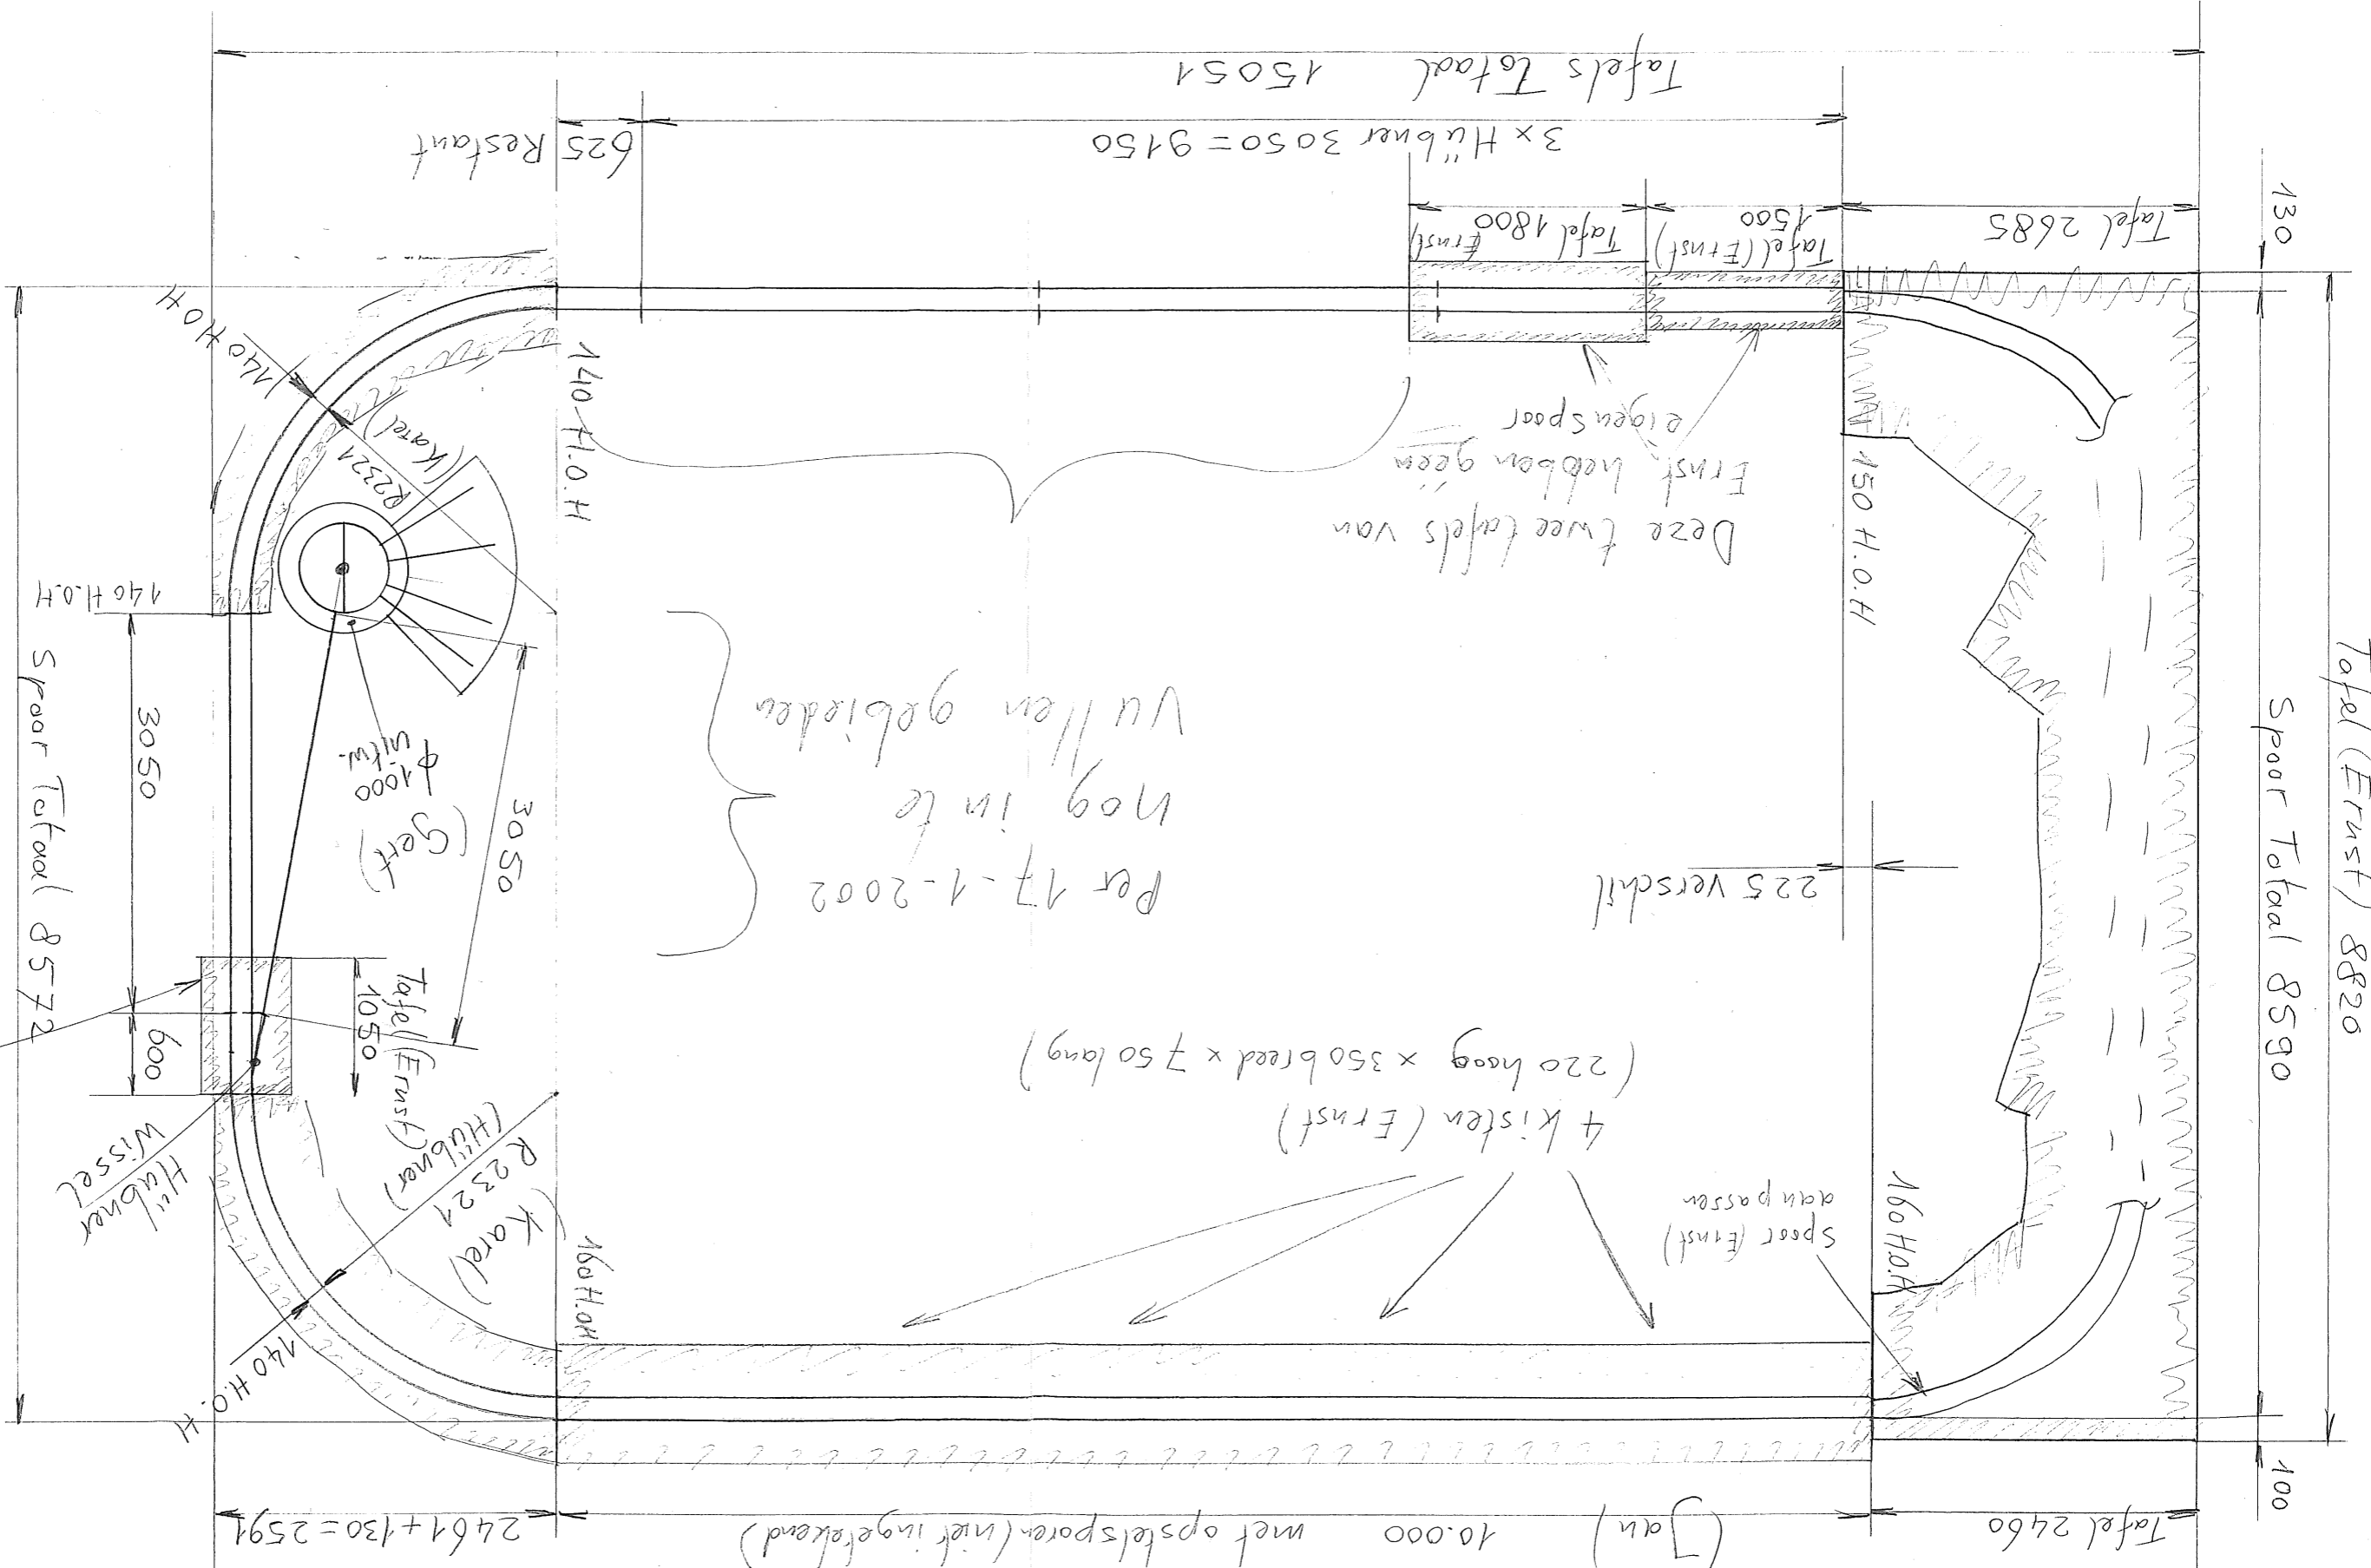 Tafel 2460
10.000 met opstelsporen (niet ingetekend)
(Jan)
2461+130=2591
100
160 H.O.H
160 H.O.H
140 H.O.H
Spoor (Ernst)
aanpassen
4 kisten (Ernst)
(220 hoog x 350 breed x 750 lang)
R 2321
(Hübner)
(Karel)
Hübner
Wissel
Tafel (Ernst)
1050
600
3050
3050
225 verschil
Per 17-1-2002
nog in te
vullen gebieden
(Gert)
ϕ1000
uitw.
Tafel (Ernst) 8820
Spoor Totaal 8590
Spoor Totaal 8572
Deze twee tafels van
Ernst, hebben géén
eigen spoor
150 H.O.H
140 H.O.H
140 H.O.H
140 H.O.H
R2321
(Karel)
130
Tafel 2685
Tafel (Ernst)
1500
Tafel 1800
(Ernst)
3x Hübner 3050=9150
625 Restant
Tafels Totaal 15051